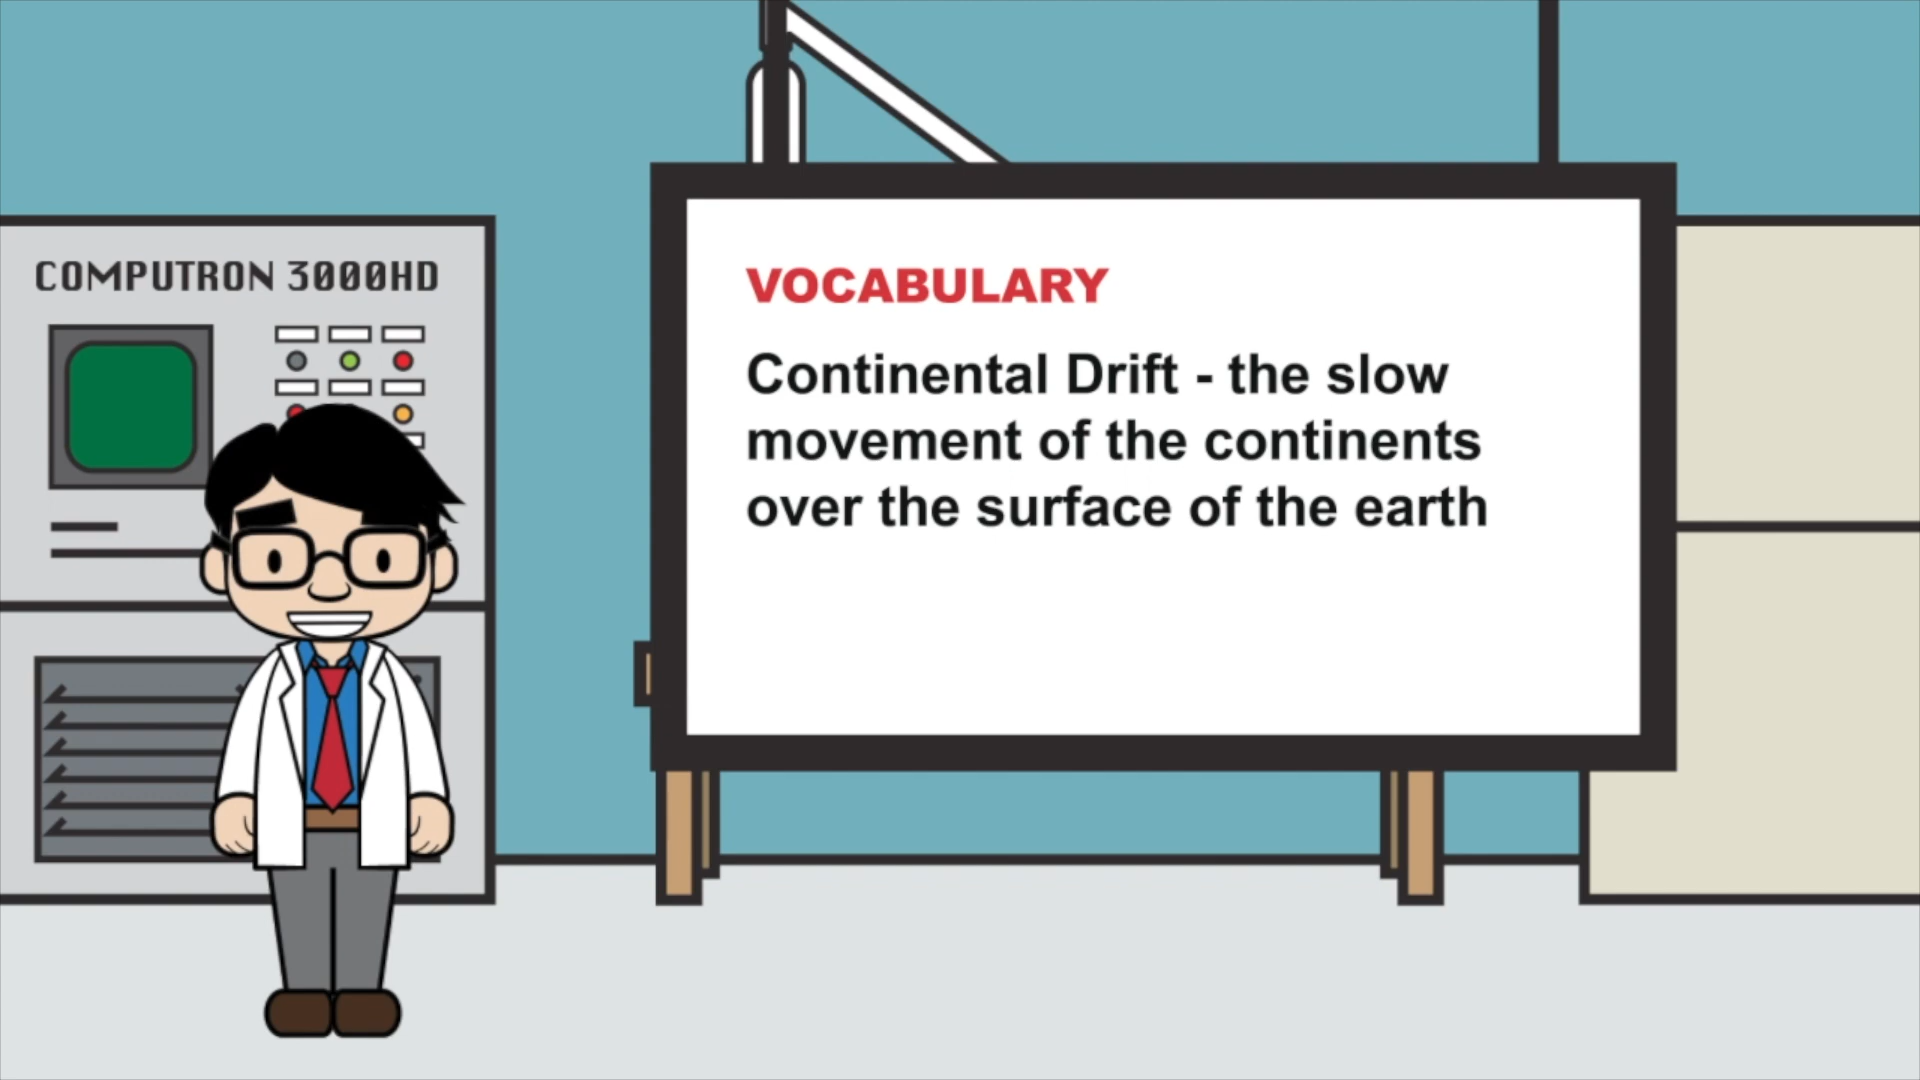 COMPUTRON 3000HD
VOCABULARY
Continental Drift - the slow
movement of the continents
over the surface of the earth